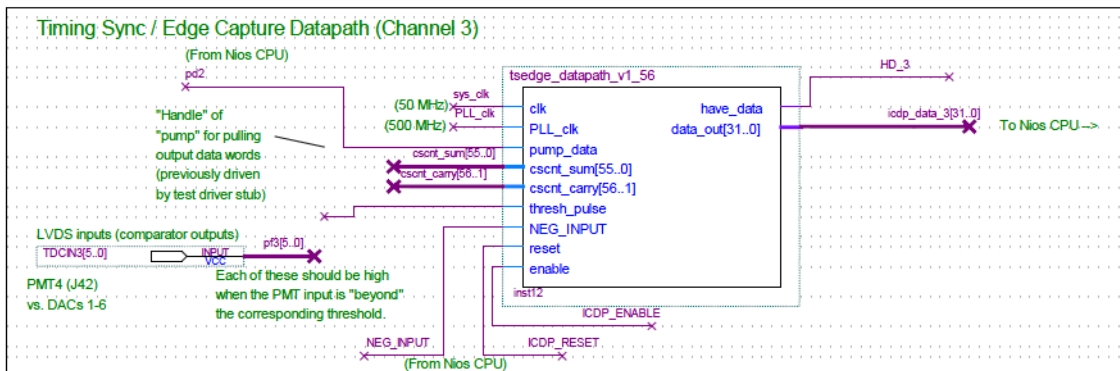 Timing Sync / Edge Capture Datapath (Channel 3)
(From Nios CPU)
pd2
"Handle" of
"pump" for pulling
output data words
(previously driven
by test driver stub)
sys_clk
(50 MHz)
PLL_clk
(500 MHz)
cscnt_sum[55..0]
cscnt_carry[56..1]
tsedge_datapath_v1_56
clk
PLL_clk
pump_data
cscnt_sum[55..0]
cscnt_carry[56..1]
thresh_pulse
NEG_INPUT
reset
enable
have_data
data_out[31..0]
inst12
HD_3
icdp_data_3[31..0]
To Nios CPU -->
LVDS inputs (comparator outputs)
TDCIN3[5..0]
INPUT
VCC
pf3[5..0]
PMT4 (J42)
vs. DACs 1-6
Each of these should be high
when the PMT input is "beyond"
the corresponding threshold.
ICDP_ENABLE
NEG_INPUT
ICDP_RESET
(From Nios CPU)